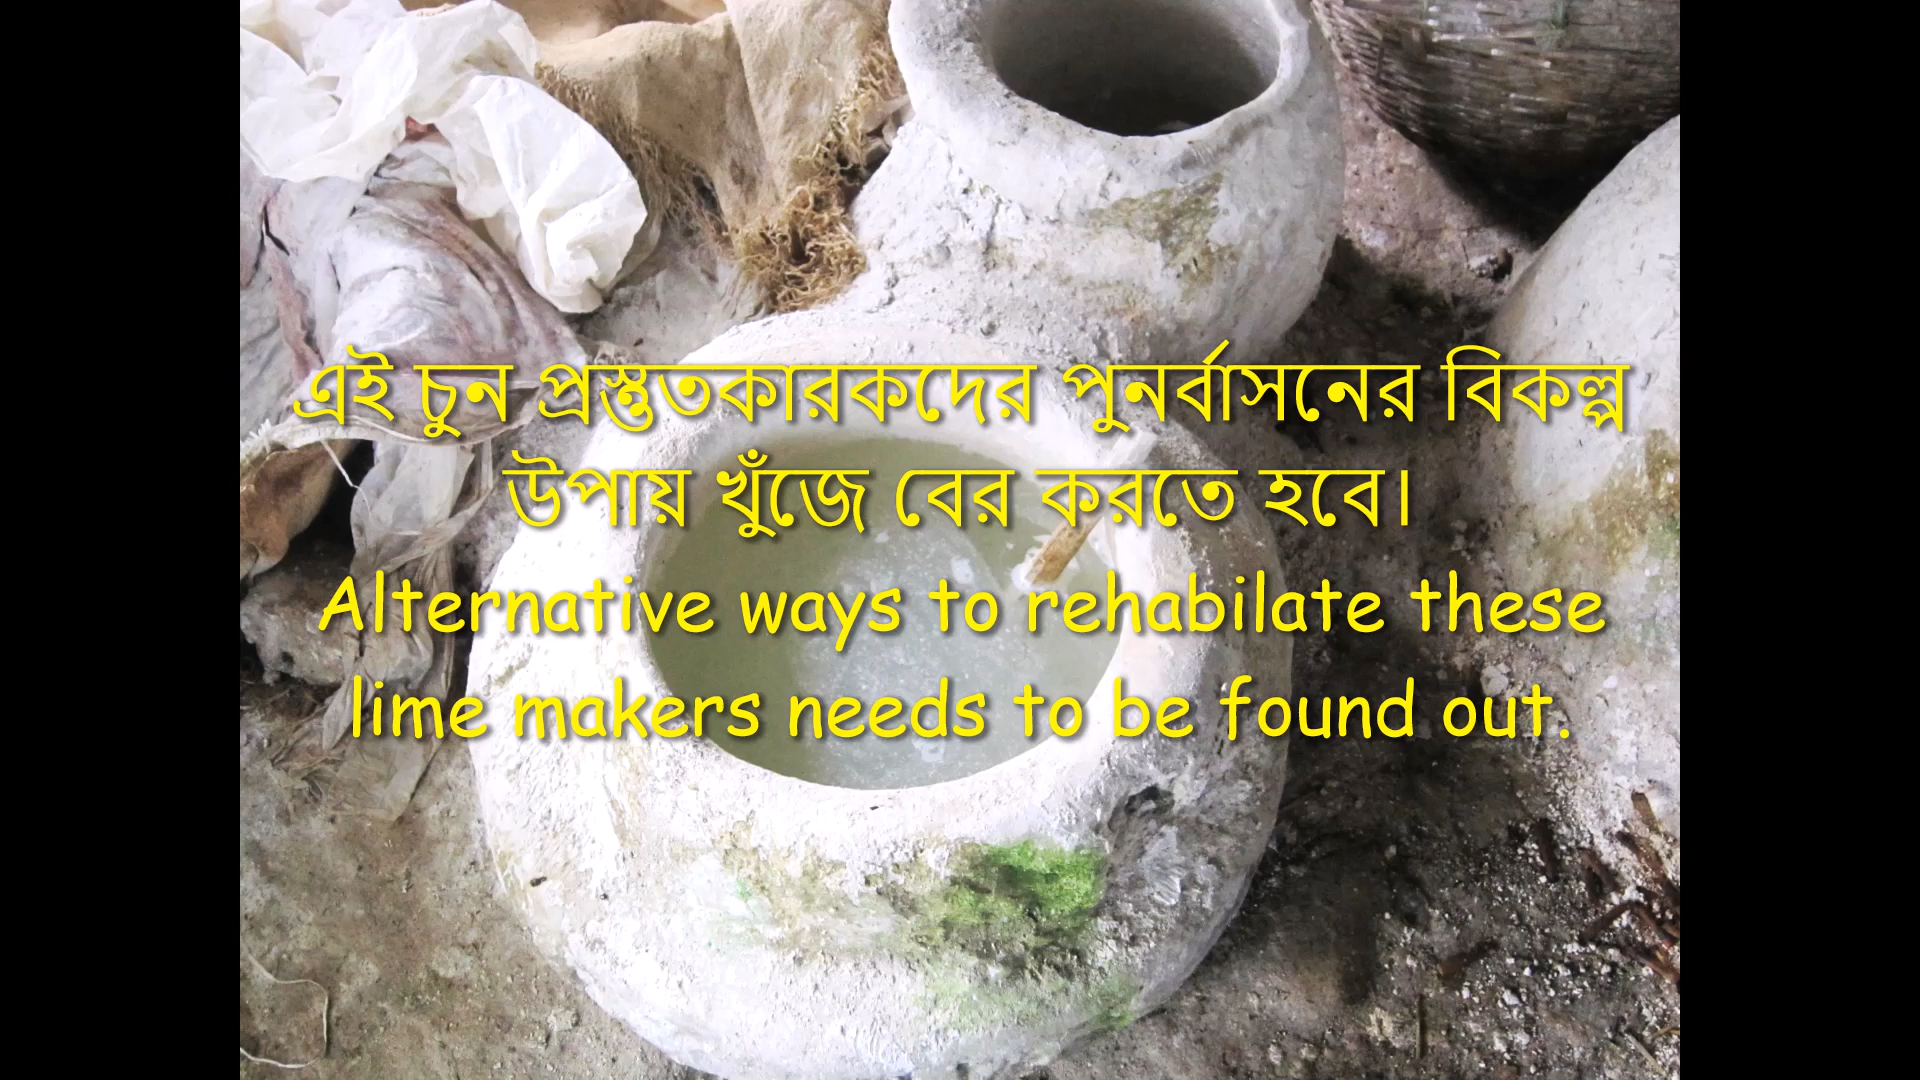 এই চুন প্রস্তুতকারকদের পুনর্বাসনের বিকল্প
উপায় খুঁজে বের করতে হবে।
Alternative ways to rehabilate these
lime makers needs to be found out.